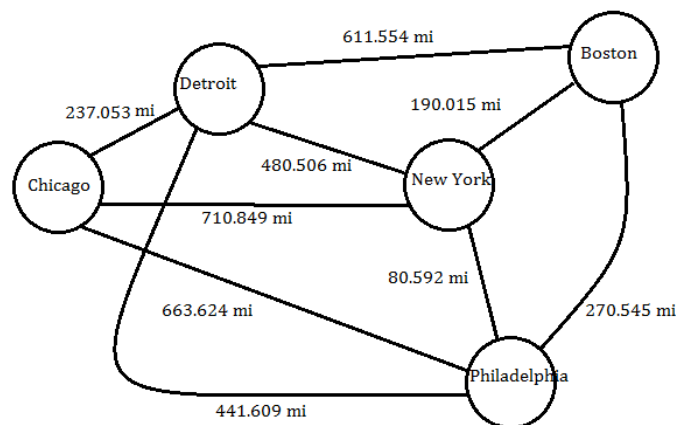 611.554 mi
Boston
Detroit
237.053 mi
190.015 mi
480.506 mi
Chicago
New York
710.849 mi
80.592 mi
663.624 mi
270.545 mi
Philadelphia
441.609 mi